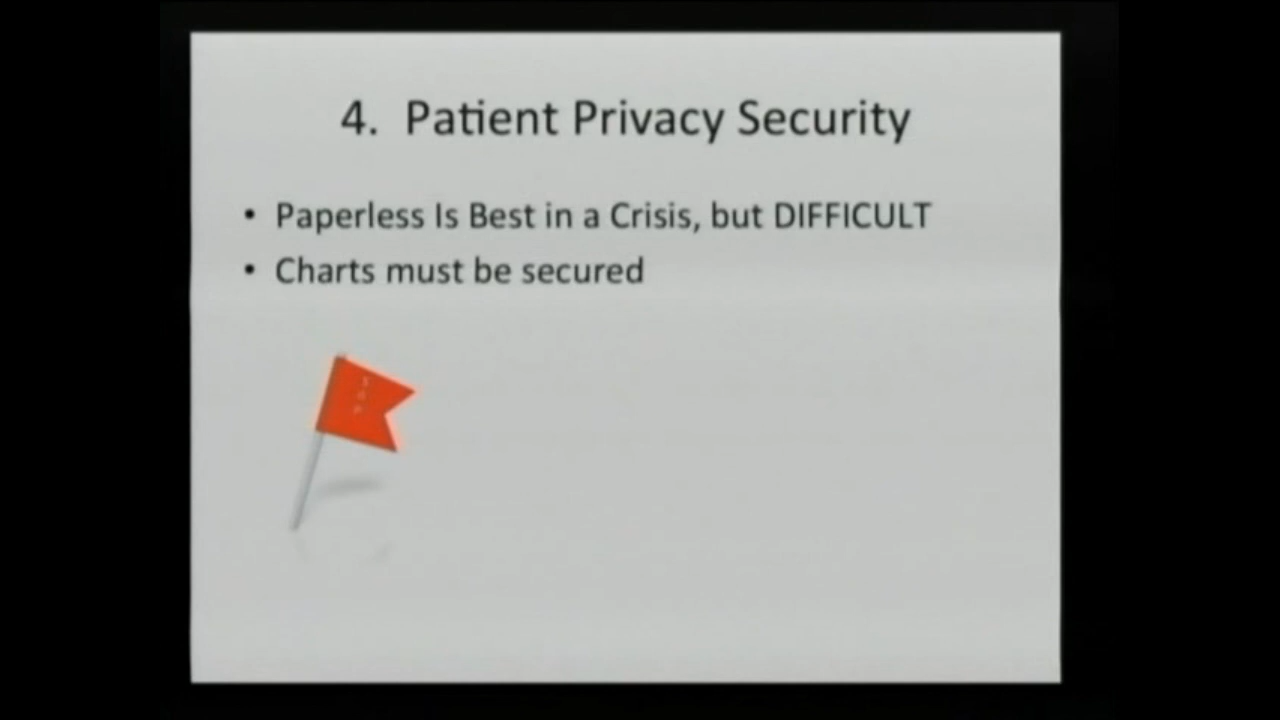 4. Patient Privacy Security
• Paperless Is Best in a Crisis, but DIFFICULT
• Charts must be secured